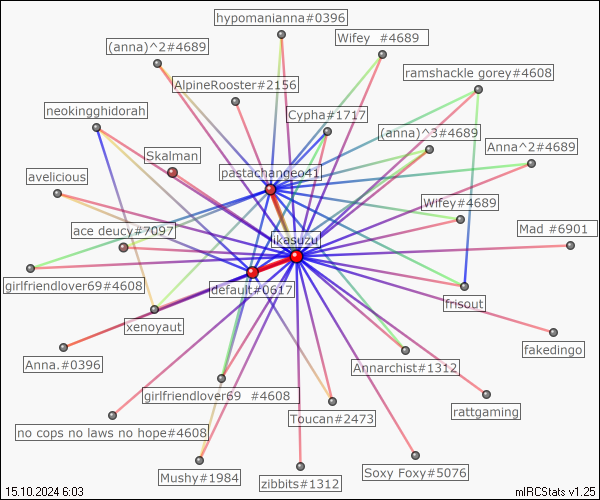 hypomanianna#0396
Wifey #4689
(anna)^2#4689
ramshackle gorey#4608
AlpineRooster#2156
neokingghidorah
Cypha#1717
(anna)^3#4689
Anna^2#4689
Skalman
pastachangeo41
avelicious
Wifey#4689
ace deucy#7097
Mad #6901
ikasuzu
girlfriendlover69#4608
default#0617
frisout
xenoyaut
fakedingo
Anna.#0396
Annarchist#1312
girlfriendlover69 #4608
rattgaming
Toucan#2473
no cops no laws no hope#4608
Mushy#1984
Soxy Foxy#5076
zibbits#1312
15.10.2024 6:03
mIRCStats v1.25